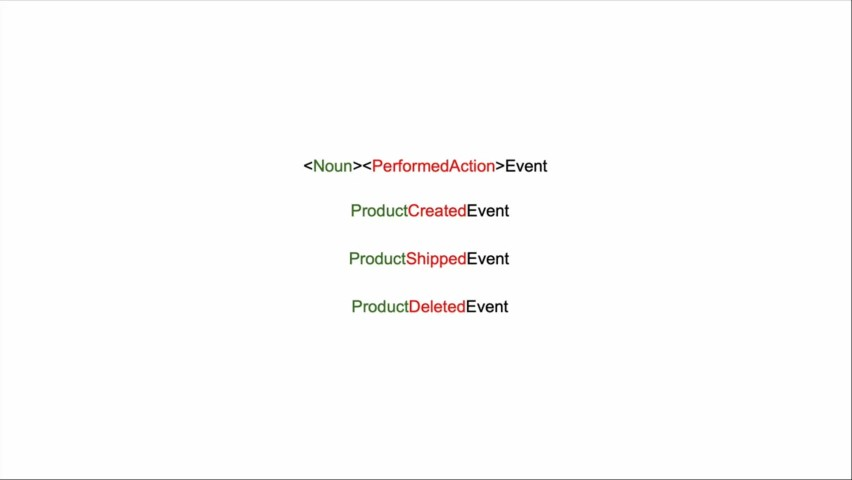 <Noun><PerformedAction>Event
ProductCreatedEvent
ProductShippedEvent
ProductDeletedEvent